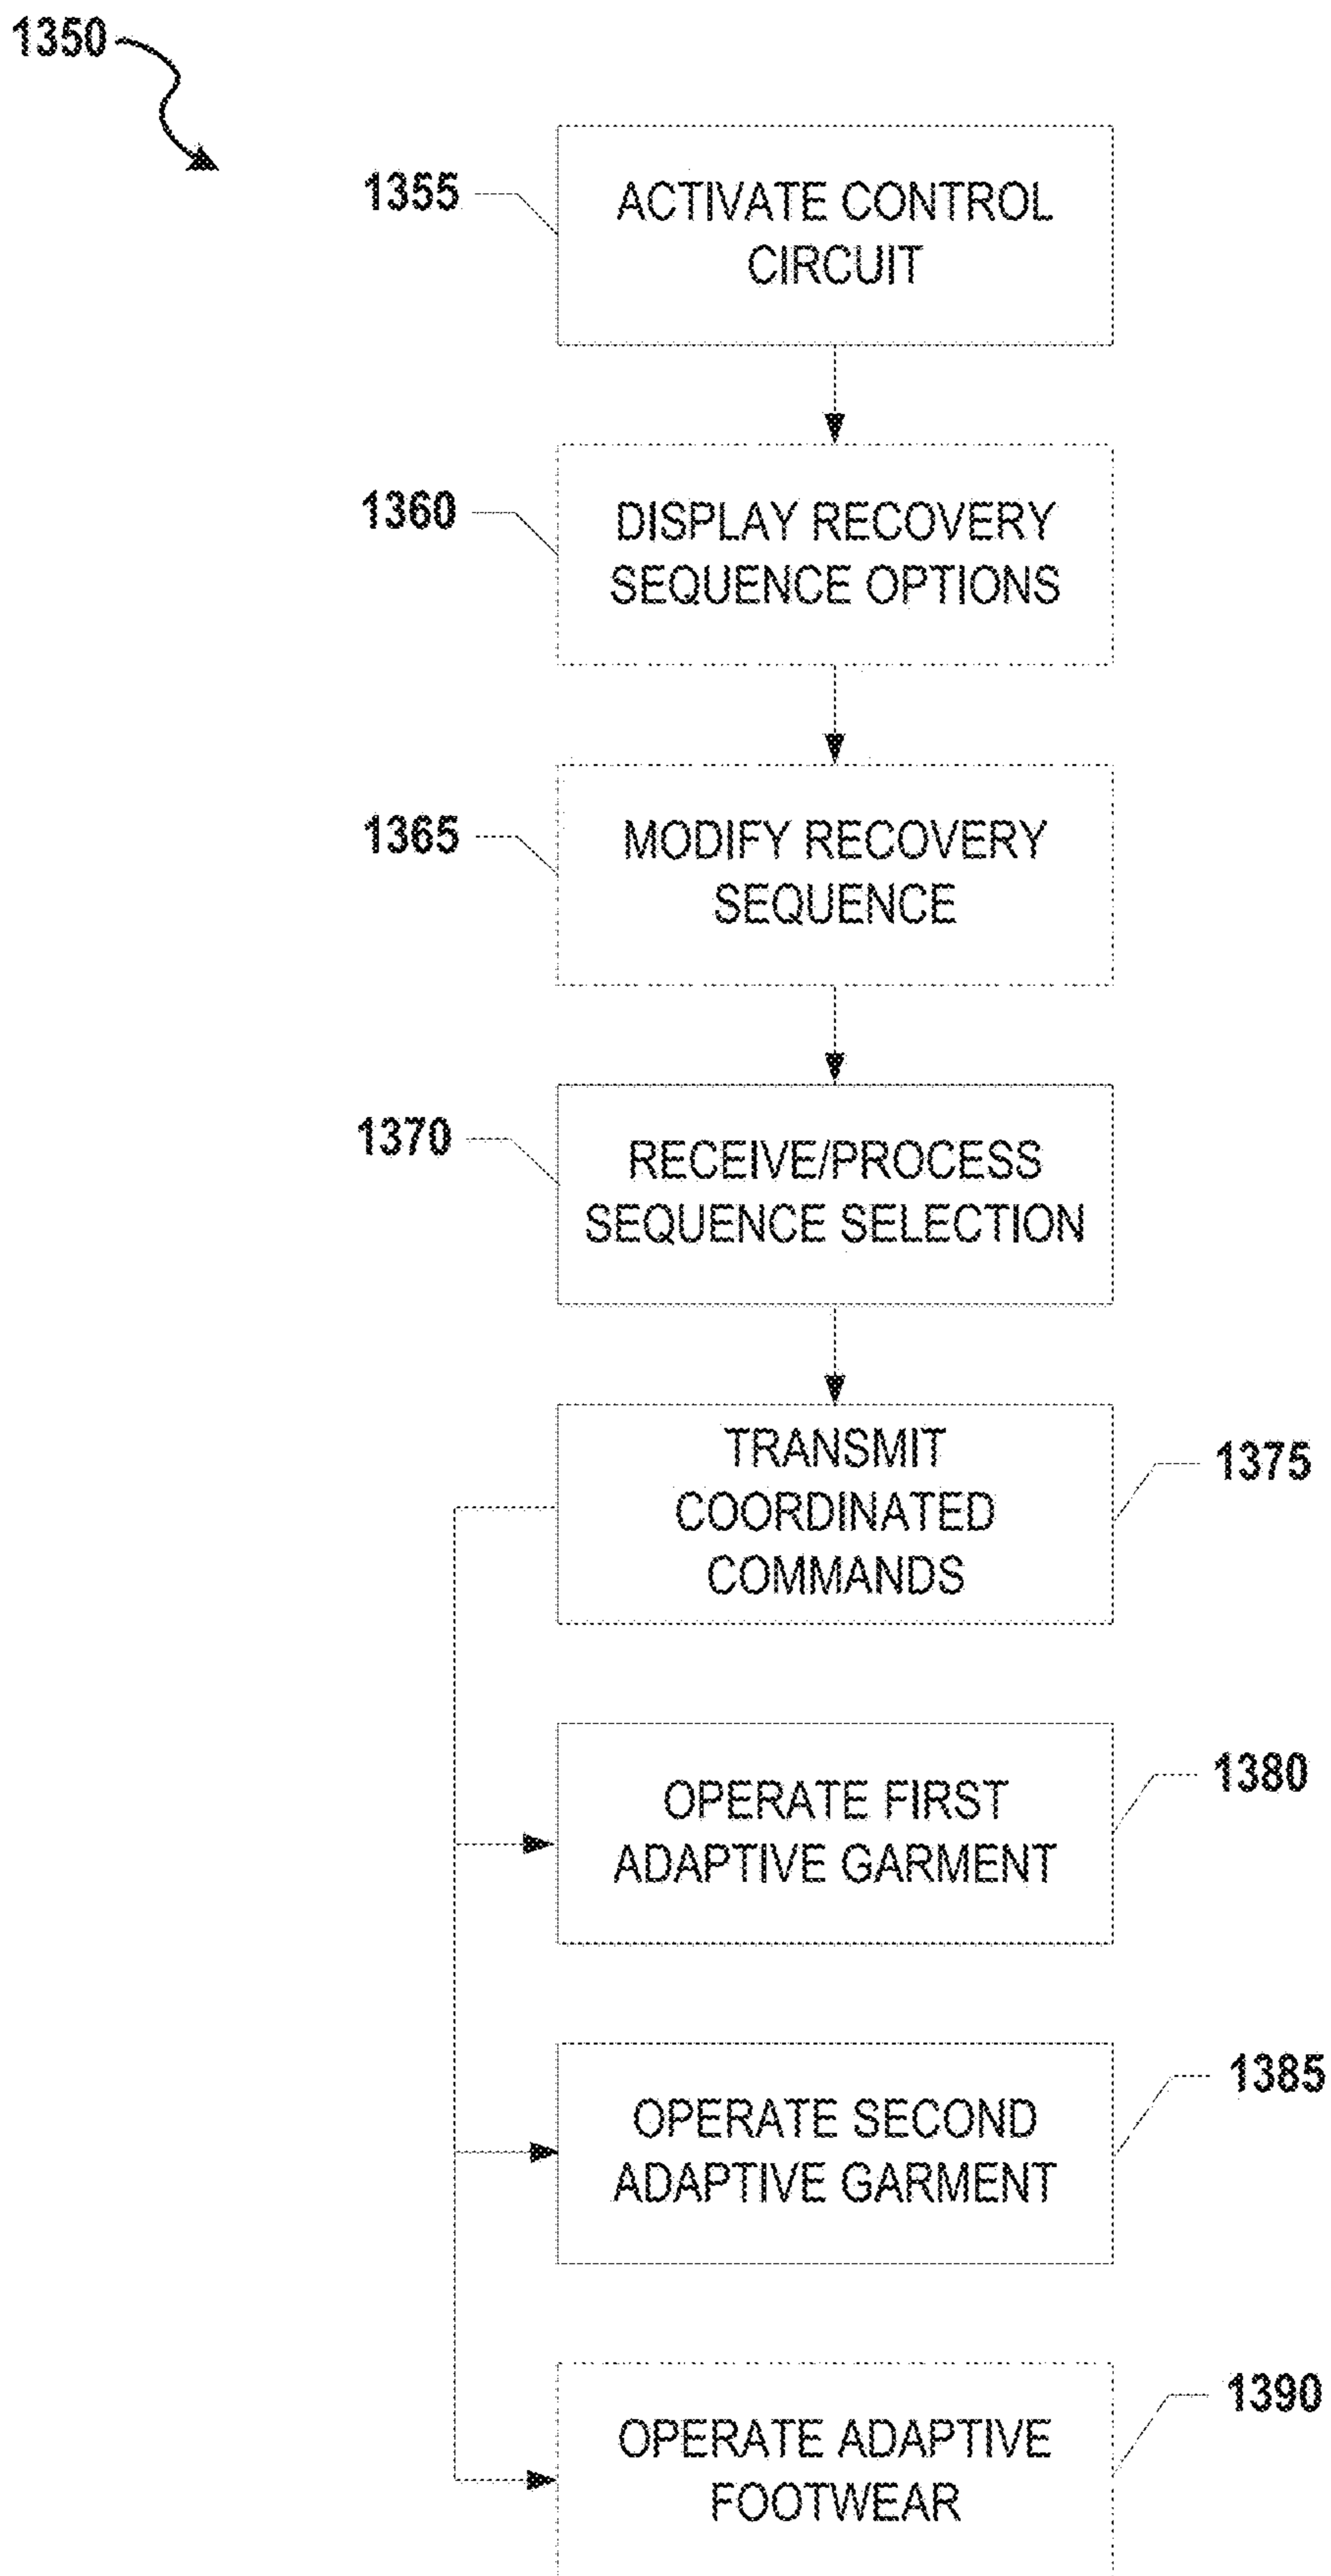 1350
1355
ACTIVATE CONTROL
CIRCUIT
1360
DISPLAY RECOVERY
SEQUENCE OPTIONS
1365
MODIFY RECOVERY
SEQUENCE
1370
RECEIVE/PROCESS
SEQUENCE SELECTION
TRANSMIT
COORDINATED
COMMANDS
1375
OPERATE FIRST
ADAPTIVE GARMENT
1380
OPERATE SECOND
ADAPTIVE GARMENT
1385
OPERATE ADAPTIVE
FOOTWEAR
1390